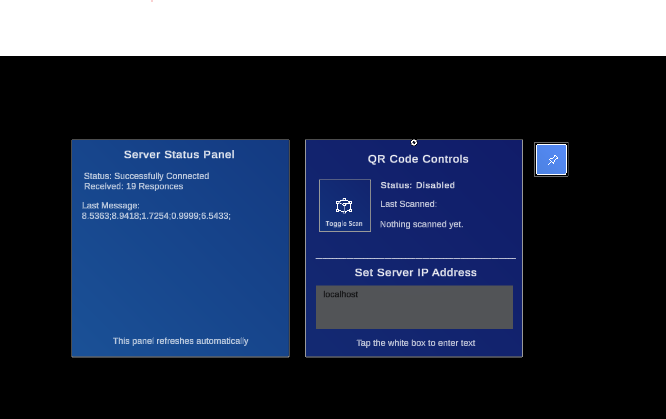 Server Status Panel
Status: Successfully Connected
Received: 19 Responces
Last Message:
8.5363;8.9418;1.7254;0.9999;6.5433;
This panel refreshes automatically
QR Code Controls
Toggle Scan
Status: Disabled
Last Scanned:
Nothing scanned yet.
Set Server IP Address
localhost
Tap the white box to enter text